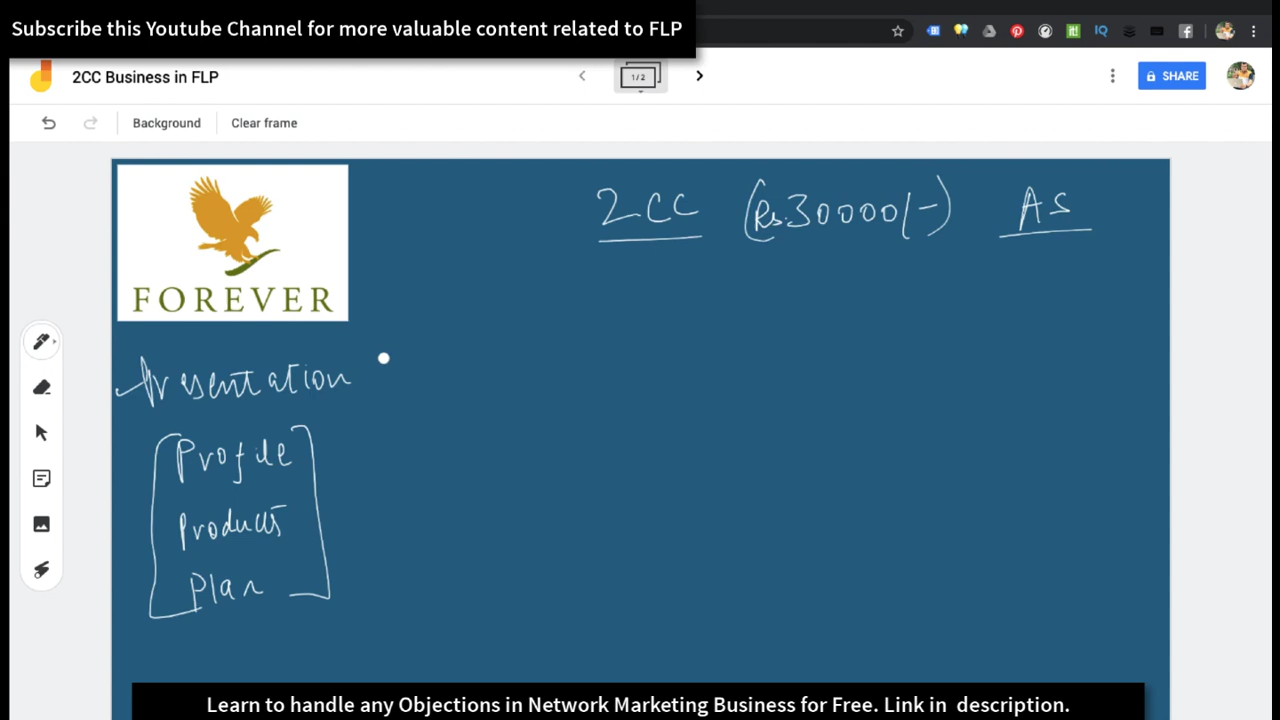 Subscribe this Youtube Channel for more valuable content related to FLP
2CC Business in FLP
1/2
SHARE
Background
Clear frame
FOREVER
2CC (Rs.30000/-) AS
Presentation
Profile
Products
Plan
Learn to handle any Objections in Network Marketing Business for Free. Link in description.